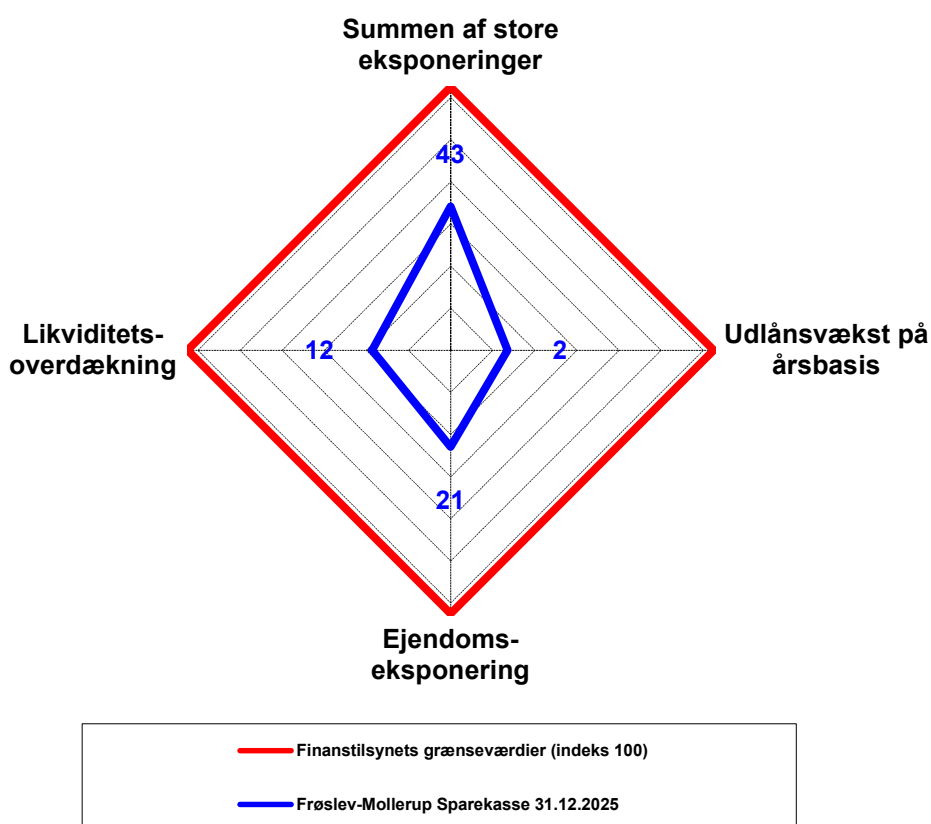 Summen af store
eksponeringer
43
Likviditets-
overdækning
12
2
Udlånsvækst på
årsbasis
21
Ejendoms-
eksponering
Finanstilsynets grænseværdier (indeks 100)
Frøslev-Mollerup Sparekasse 31.12.2025